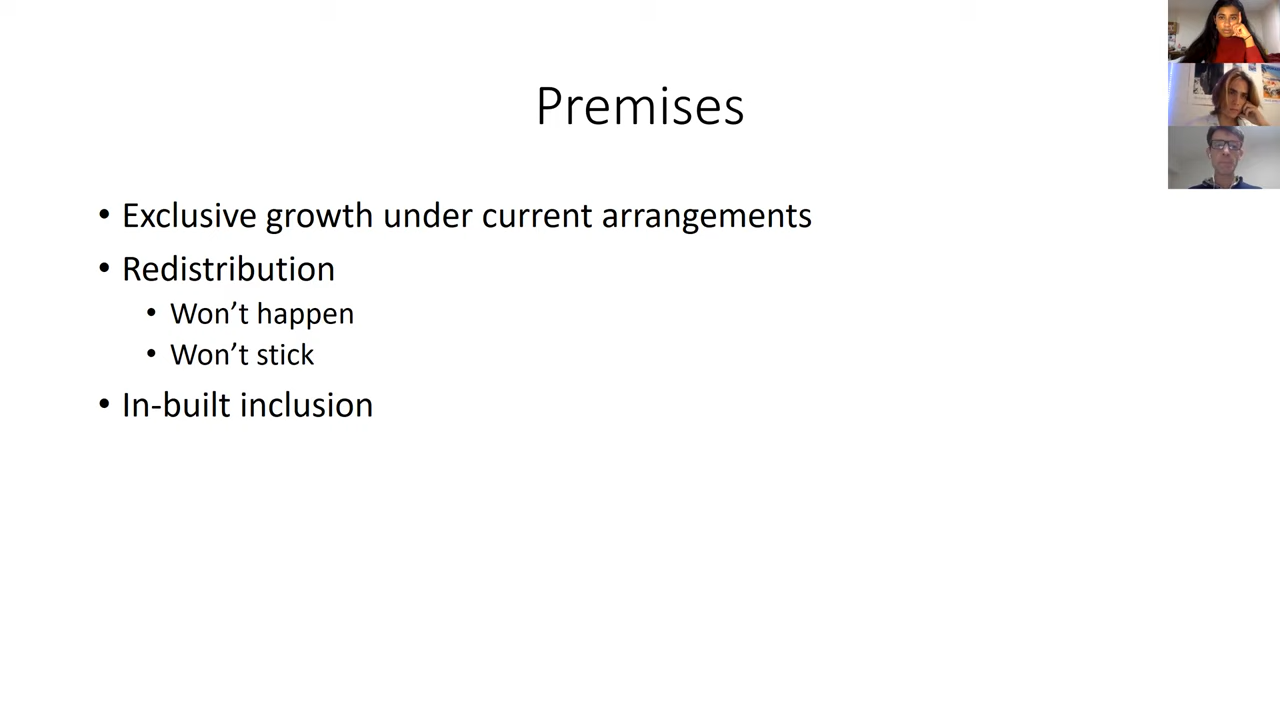 Premises
• Exclusive growth under current arrangements
• Redistribution
• Won’t happen
• Won’t stick
• In-built inclusion